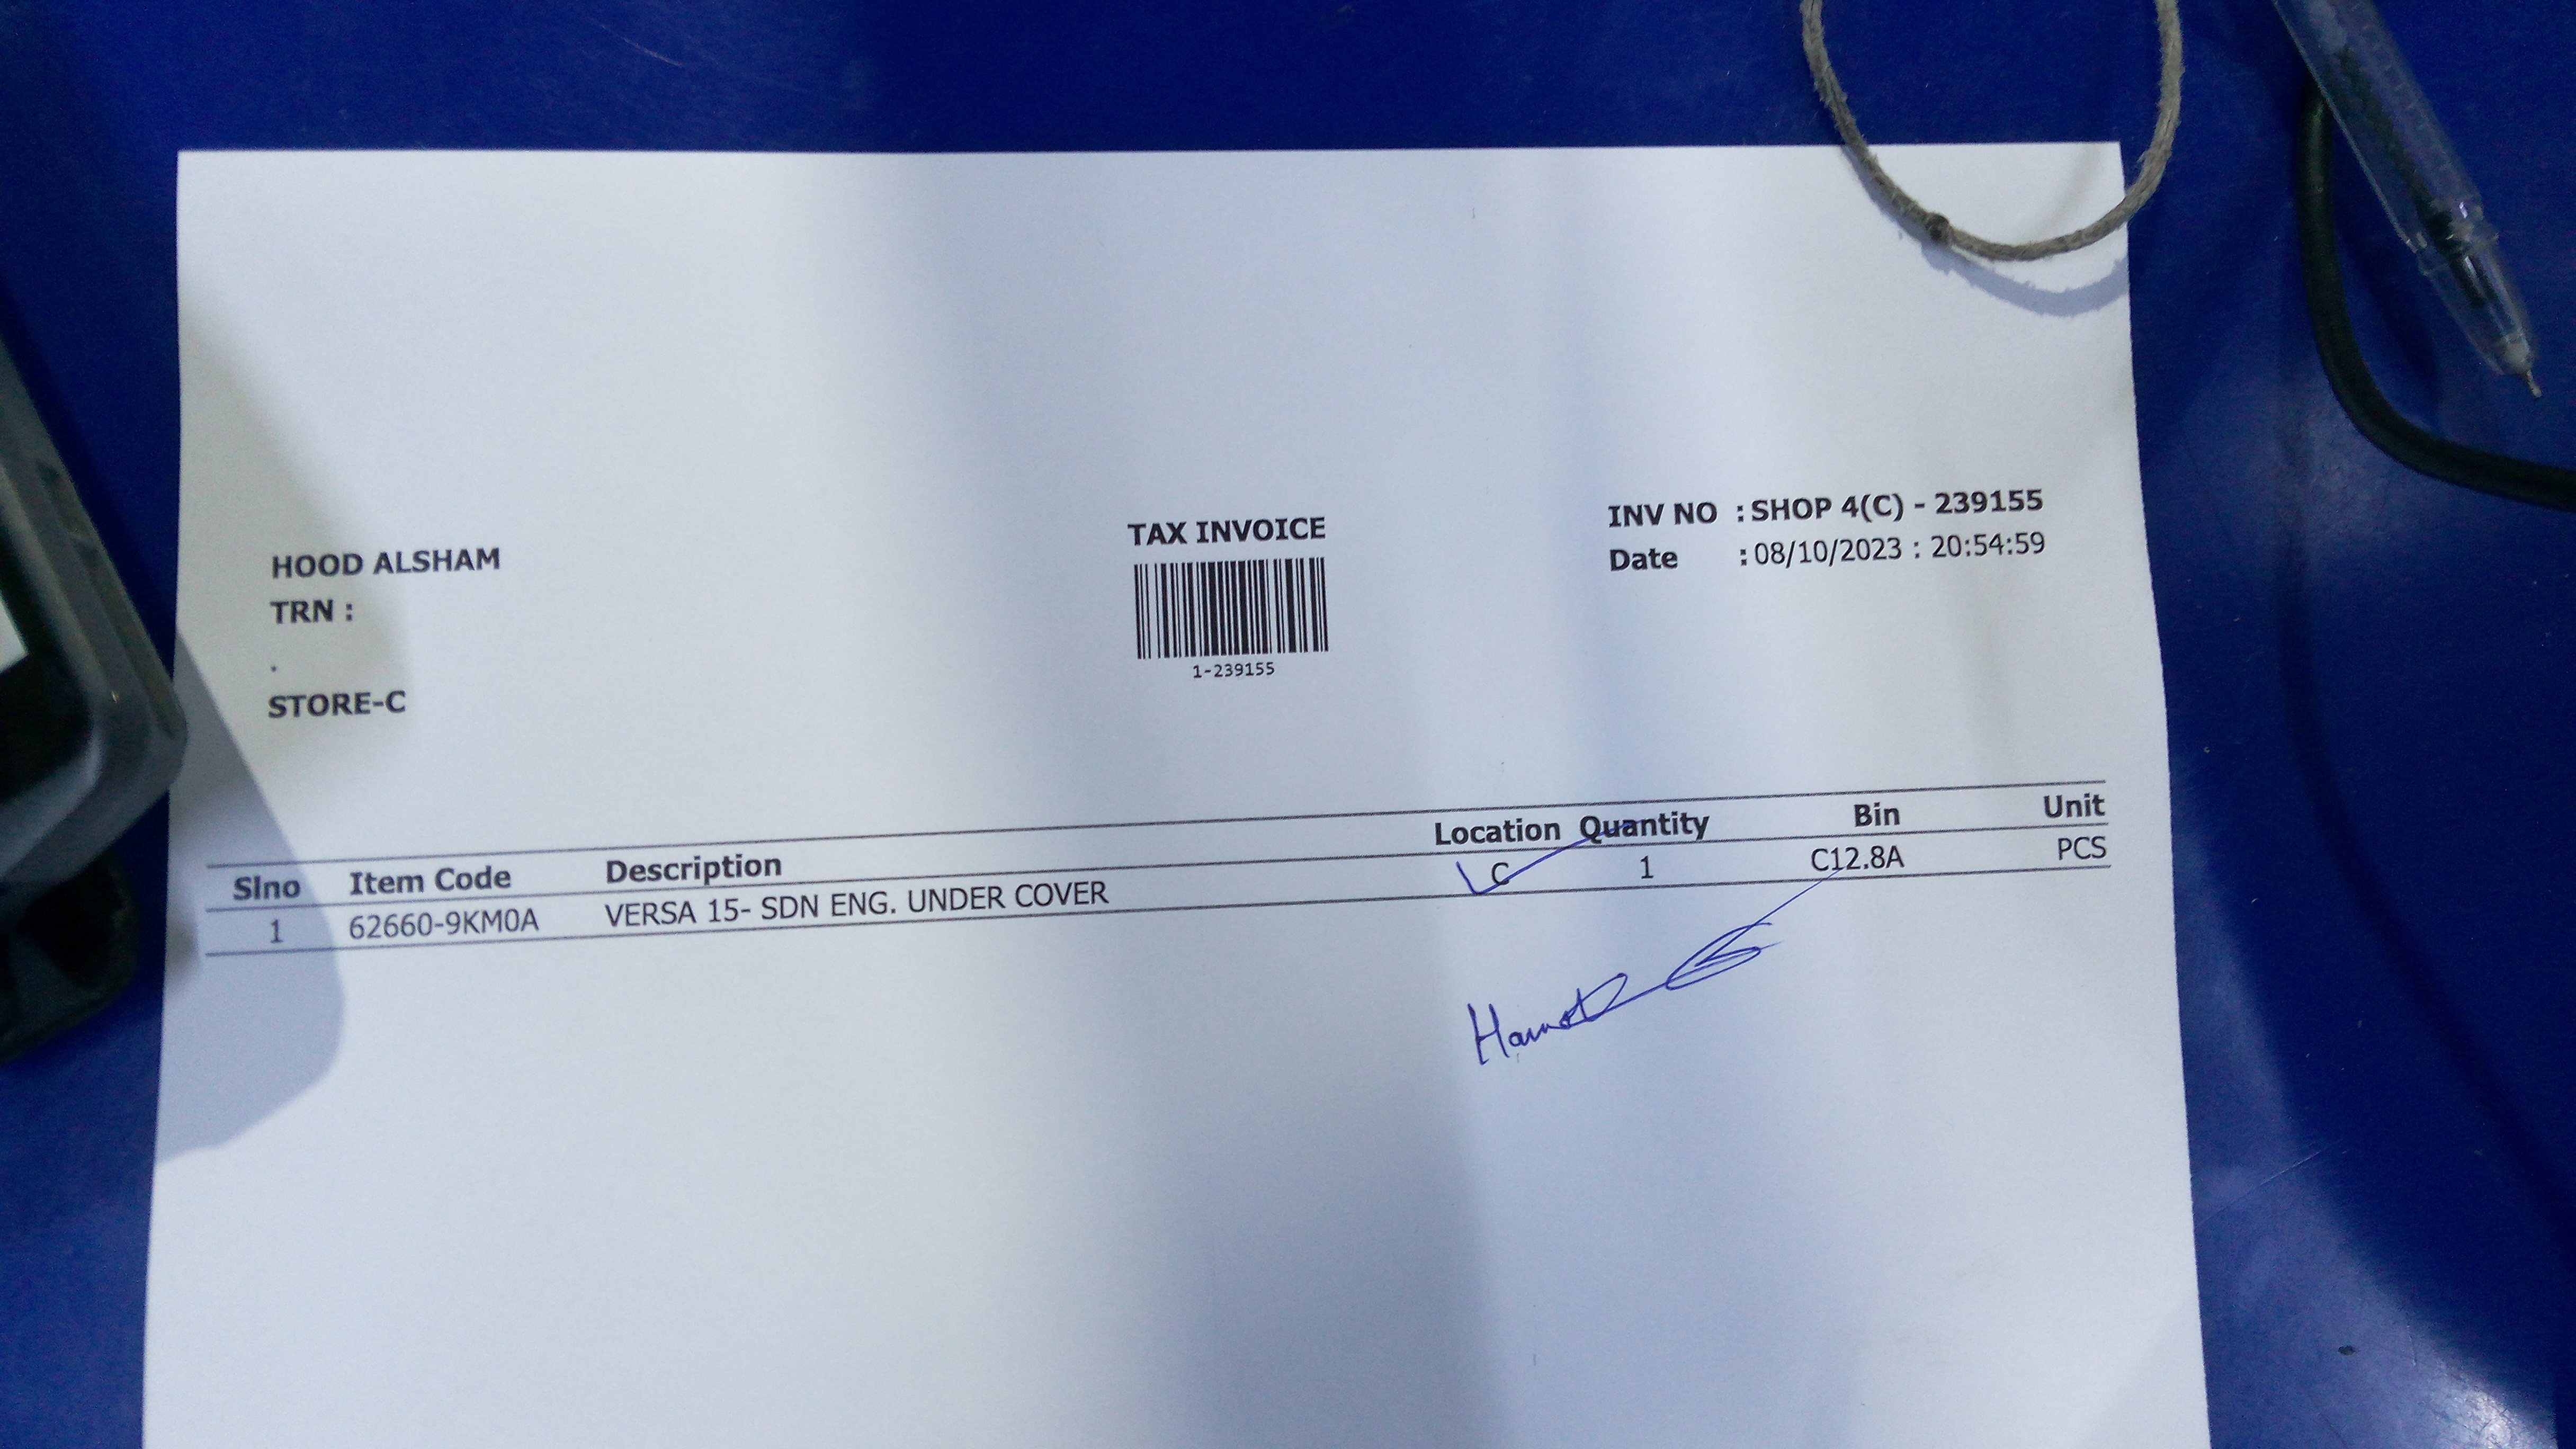 TAX INVOICE
INV NO : SHOP 4(C) - 239155
Date : 08/10/2023 : 20:54:59
HOOD ALSHAM
TRN :
.
1-239155
STORE-C
Slno Item Code Description Location Quantity Bin Unit
1 62660-9KM0A VERSA 15- SDN ENG. UNDER COVER C 1 C12.8A PCS